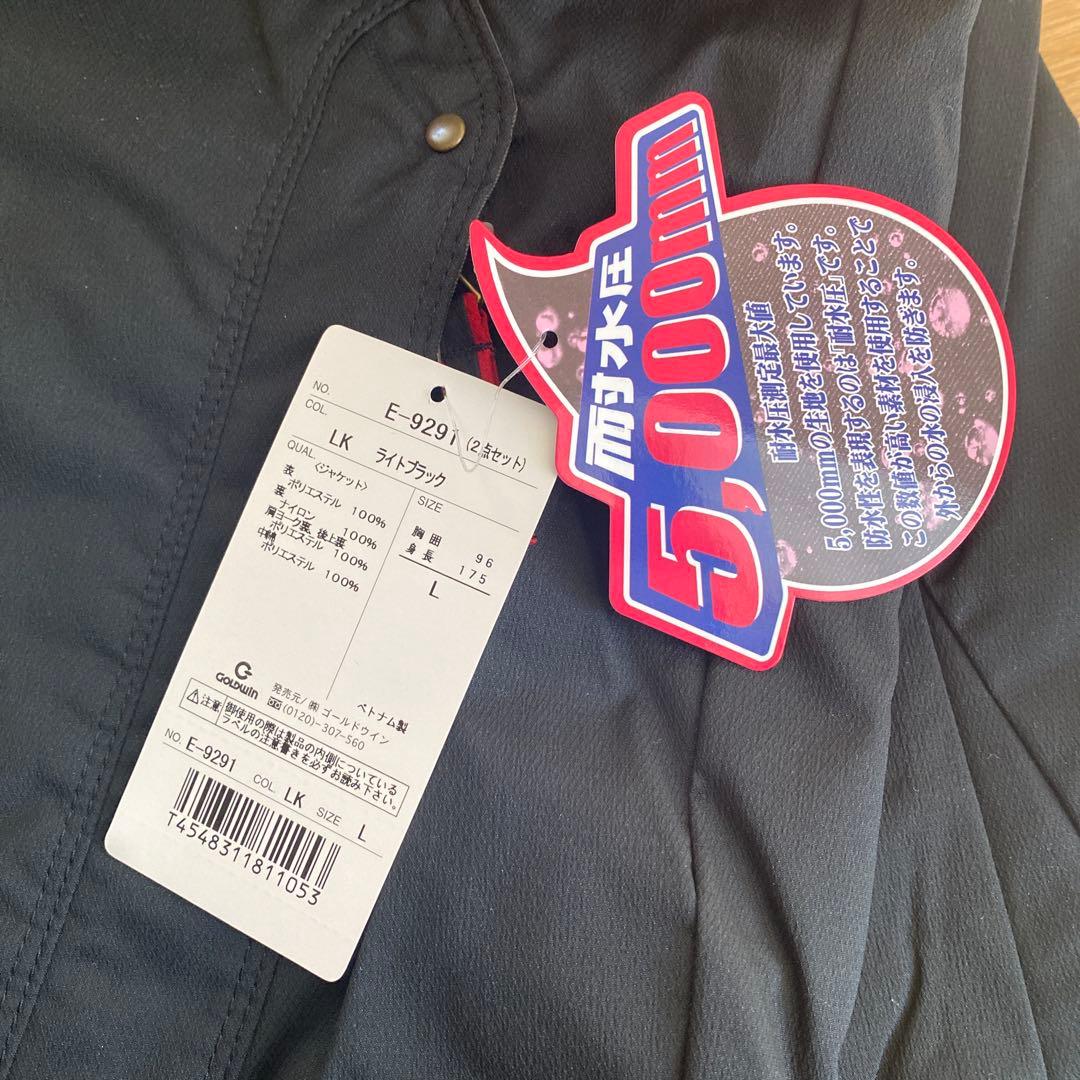 NO. E-9291 (2点セット)
COL. LK ライトブラック
QUAL.
〈ジャケット〉
表 ポリエステル 100%
裏 ナイロン 100%
肩ヨーク裏、後上裏
ポリエステル 100%
中綿 ポリエステル 100%
SIZE
胸囲 96
身長 175
L
GOLDWIN
発売元/㈱ゴールドウイン
(0120)-307-560
ベトナム製
⚠注意
御使用の際は製品の内側についている
ラベルの注意書きを必ずお読み下さい。
NO. E-9291 COL. LK SIZE L
T4548311811053
耐水圧
5,000mm
耐水圧測定最大値
5,000mmの生地を使用しています。
防水性を表現するのは「耐水圧」です。
この数値が高い素材を使用することで
外からの水の浸入を防ぎます。